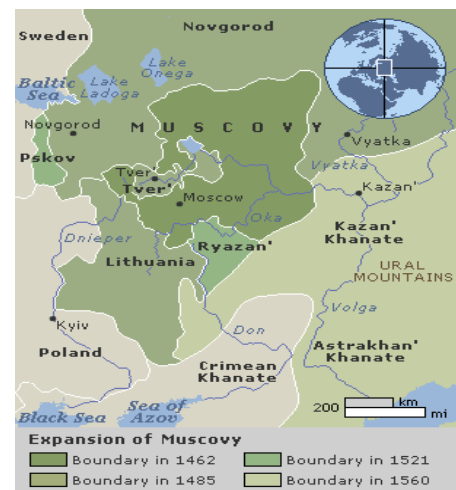 Novgorod
Sweden
Lake
Onega
Baltic
Sea
Lake
Ladoga
Novgorod
MUSCOVY
Vyatka
Pskov
Tver'
Tver'
Vyatka
Kazan'
Moscow
Oka
Dnieper
Ryazan'
Kazan'
Khanate
Lithuania
URAL
MOUNTAINS
Volga
Kyiv
Don
Poland
Astrakhan'
Khanate
Crimean
Khanate
Black Sea
Sea of
Azov
200
km
mi
Expansion of Muscovy
Boundary in 1462
Boundary in 1521
Boundary in 1485
Boundary in 1560